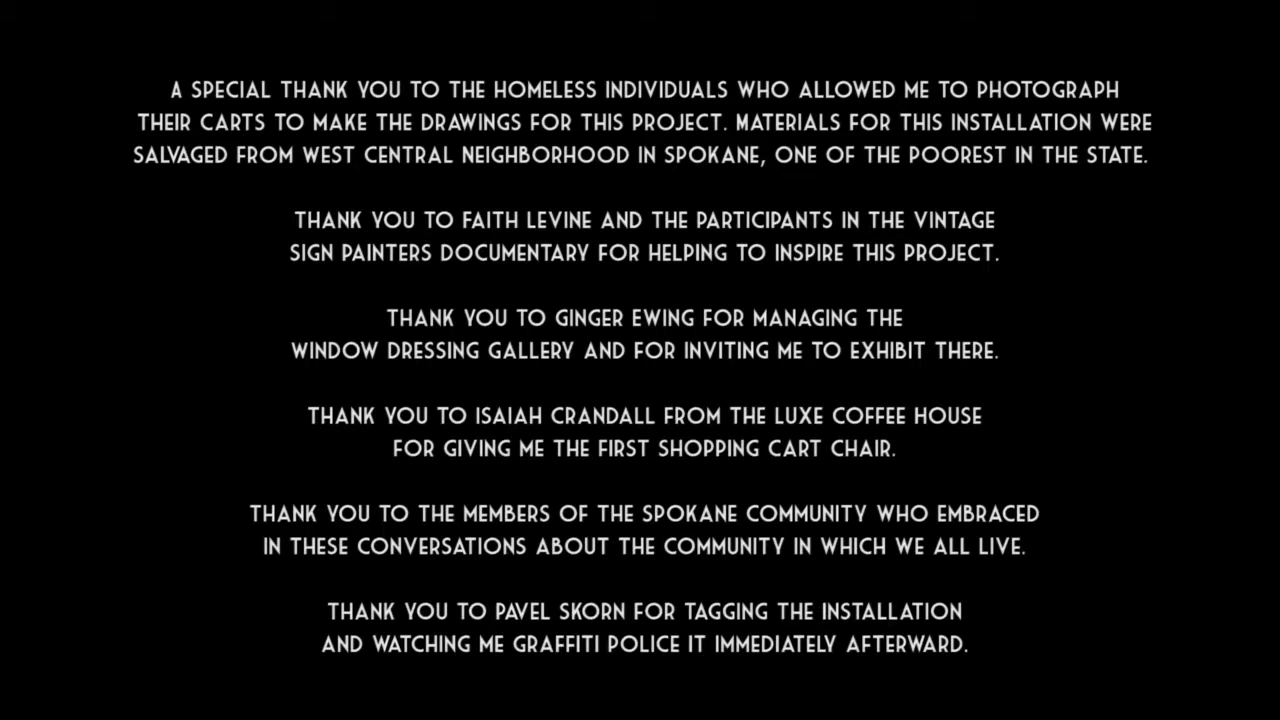 A SPECIAL THANK YOU TO THE HOMELESS INDIVIDUALS WHO ALLOWED ME TO PHOTOGRAPH
THEIR CARTS TO MAKE THE DRAWINGS FOR THIS PROJECT. MATERIALS FOR THIS INSTALLATION WERE
SALVAGED FROM WEST CENTRAL NEIGHBORHOOD IN SPOKANE, ONE OF THE POOREST IN THE STATE.
THANK YOU TO FAITH LEVINE AND THE PARTICIPANTS IN THE VINTAGE
SIGN PAINTERS DOCUMENTARY FOR HELPING TO INSPIRE THIS PROJECT.
THANK YOU TO GINGER EWING FOR MANAGING THE
WINDOW DRESSING GALLERY AND FOR INVITING ME TO EXHIBIT THERE.
THANK YOU TO ISAIAH CRANDALL FROM THE LUXE COFFEE HOUSE
FOR GIVING ME THE FIRST SHOPPING CART CHAIR.
THANK YOU TO THE MEMBERS OF THE SPOKANE COMMUNITY WHO EMBRACED
IN THESE CONVERSATIONS ABOUT THE COMMUNITY IN WHICH WE ALL LIVE.
THANK YOU TO PAVEL SKORN FOR TAGGING THE INSTALLATION
AND WATCHING ME GRAFFITI POLICE IT IMMEDIATELY AFTERWARD.